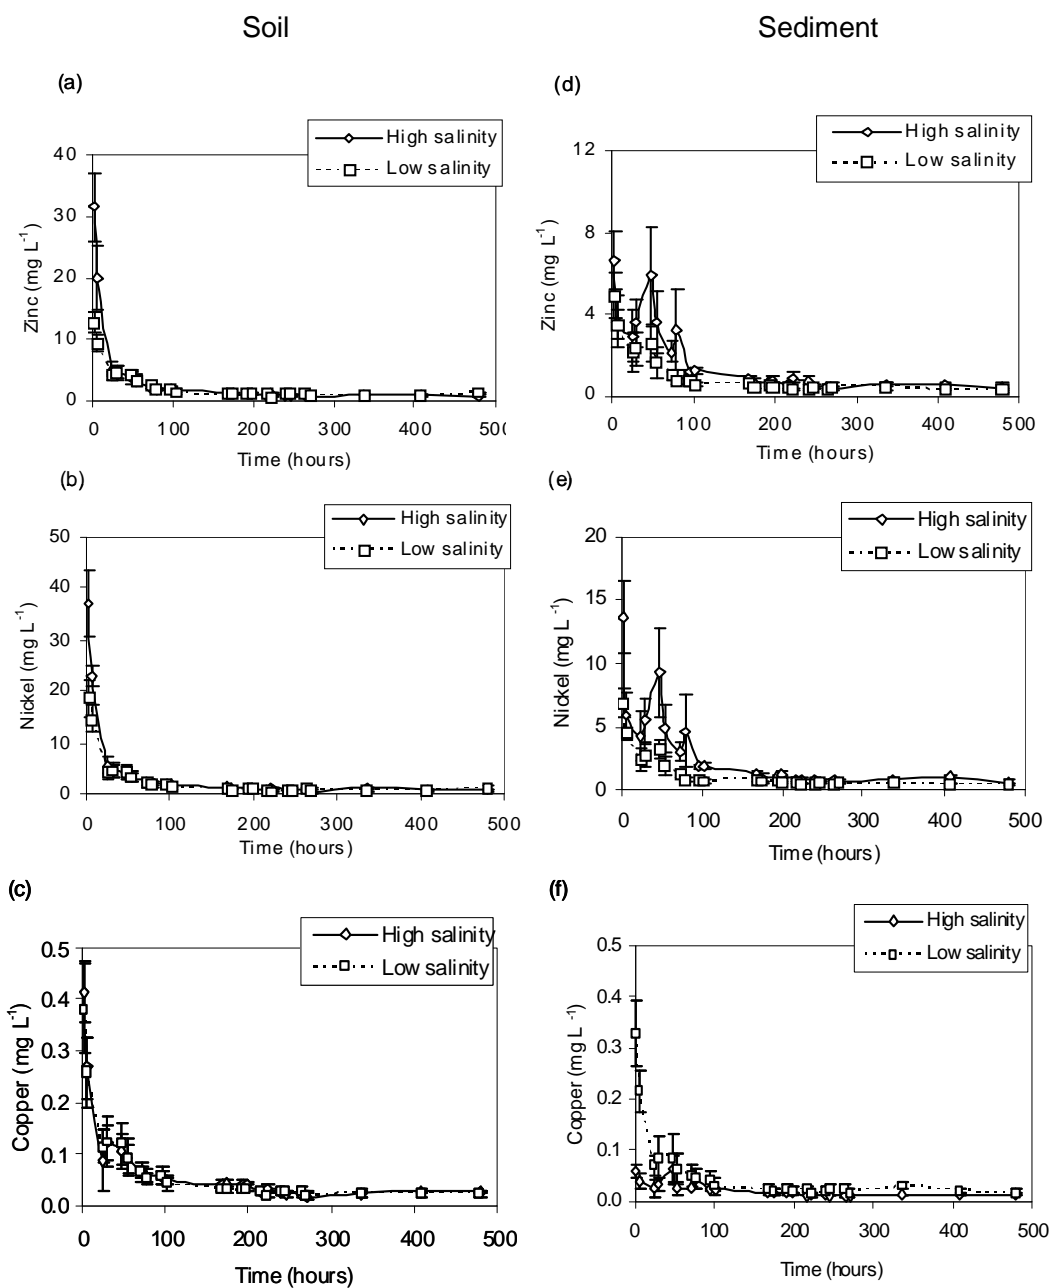 Soil
Sediment
(a)
High salinity
Low salinity
40
30
20
10
0
Zinc (mg L⁻¹)
0 100 200 300 400 500
Time (hours)
(d)
High salinity
Low salinity
12
8
4
0
Zinc (mg L⁻¹)
0 100 200 300 400 500
Time (hours)
(b)
High salinity
Low salinity
50
40
30
20
10
0
Nickel (mg L⁻¹)
0 100 200 300 400 500
Time (hours)
(e)
High salinity
Low salinity
20
15
10
5
0
Nickel (mg L⁻¹)
0 100 200 300 400 500
Time (hours)
(c)
High salinity
Low salinity
0.5
0.4
0.3
0.2
0.1
0.0
Copper (mg L⁻¹)
0 100 200 300 400 500
Time (hours)
(f)
High salinity
Low salinity
0.5
0.4
0.3
0.2
0.1
0.0
Copper (mg L⁻¹)
0 100 200 300 400 500
Time (hours)